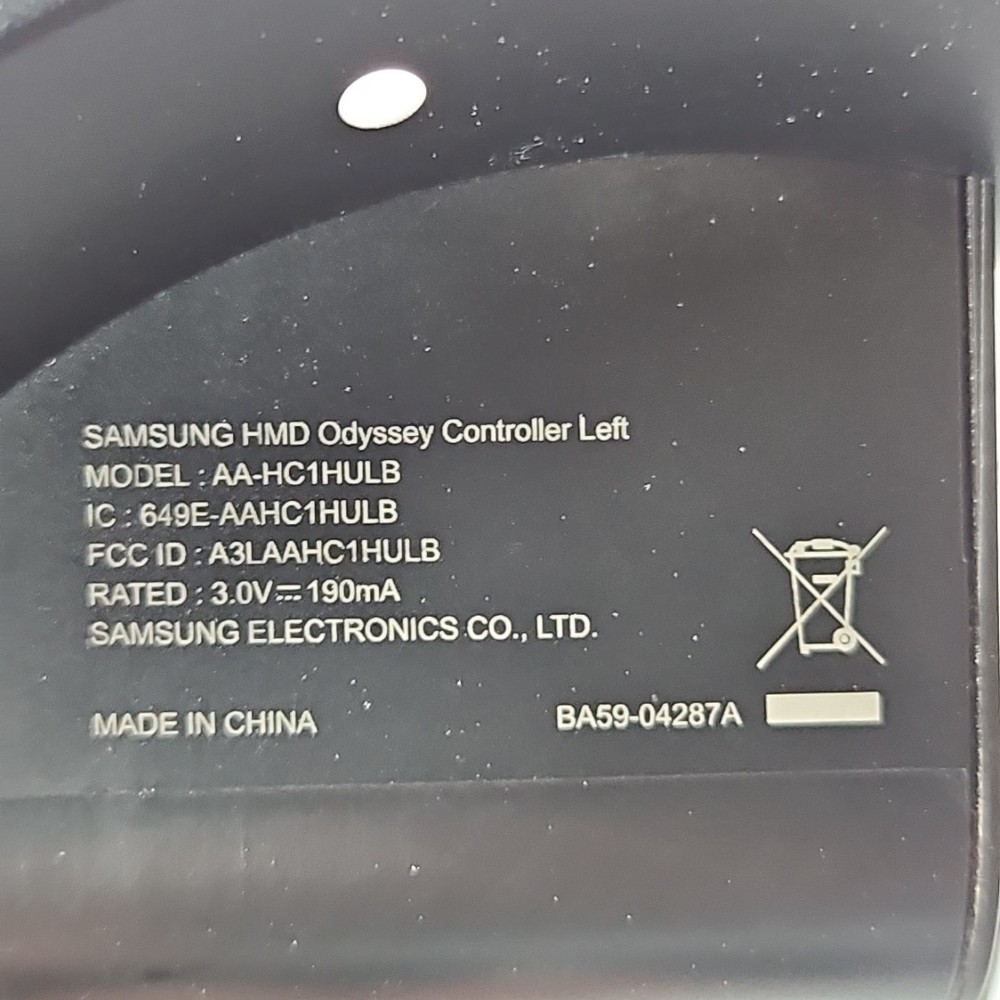 SAMSUNG HMD Odyssey Controller Left
MODEL : AA-HC1HULB
IC : 649E-AAHC1HULB
FCC ID : A3LAAHC1HULB
RATED : 3.0V⎓190mA
SAMSUNG ELECTRONICS CO., LTD.
MADE IN CHINA
BA59-04287A